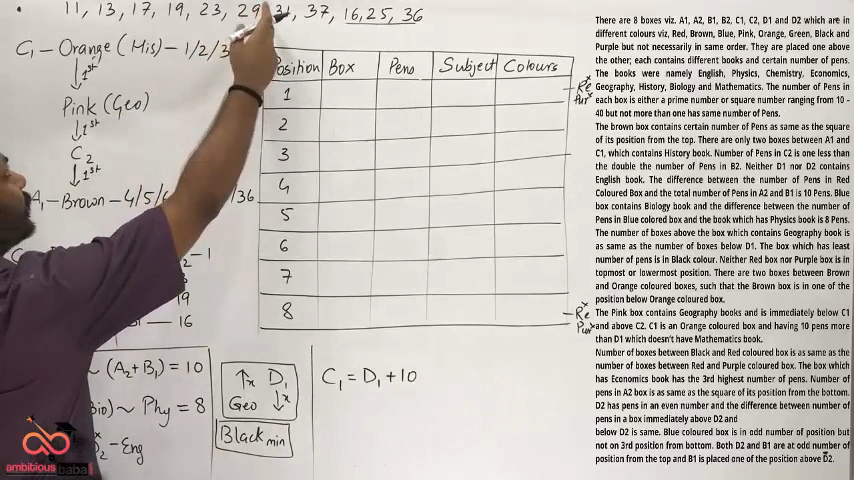 11, 13, 17, 19, 23, 29, 31, 37, 16, 25, 36
C1 - Orange (His) - 1/2/3
1st
Pink (Geo)
1st
C2
1st
A1 - Brown - 4/5/6
36
2 - 1
19
16
~ (A2 + B1) = 10
Bio) ~ Phy = 8
D2 - Eng
↑x D1
Geo ↓x
Black min
C1 = D1 + 10
Position Box Pens Subject Colours
1
2
3
4
5
6
7
8
Re x
Pur x
Re x
Pur x
There are 8 boxes viz. A1, A2, B1, B2, C1, C2, D1 and D2 which are in
different colours viz, Red, Brown, Blue, Pink, Orange, Green, Black and
Purple but not necessarily in same order. They are placed one above
the other; each contains different books and certain number of pens.
The books were namely English, Physics, Chemistry, Economics,
Geography, History, Biology and Mathematics. The number of Pens in
each box is either a prime number or square number ranging from 10 –
40 but not more than one has same number of Pens.
The brown box contains certain number of Pens as same as the square
of its position from the top. There are only two boxes between A1 and
C1, which contains History book. Number of Pens in C2 is one less than
the double the number of Pens in B2. Neither D1 nor D2 contains
English book. The difference between the number of Pens in Red
Coloured Box and the total number of Pens in A2 and B1 is 10 Pens. Blue
box contains Biology book and the difference between the number of
Pens in Blue colored box and the book which has Physics book is 8 Pens.
The number of boxes above the box which contains Geography book is
as same as the number of boxes below D1. The box which has least
number of pens is in Black colour. Neither Red box nor Purple box is in
topmost or lowermost position. There are two boxes between Brown
and Orange coloured boxes, such that the Brown box is in one of the
position below Orange coloured box.
The Pink box contains Geography books and is immediately below C1
and above C2. C1 is an Orange coloured box and having 10 pens more
than D1 which doesn't have Mathematics book.
Number of boxes between Black and Red coloured box is as same as the
number of boxes between Red and Purple coloured box. The box which
has Economics book has the 3rd highest number of pens. Number of
pens in A2 box is as same as the square of its position from the bottom.
D2 has pens in an even number and the difference between number of
pens in a box immediately above D2 and
below D2 is same. Blue coloured box is in odd number of position but
not on 3rd position from bottom. Both D2 and B1 are at odd number of
position from the top and B1 is placed one of the position above D2.
ambitious baba